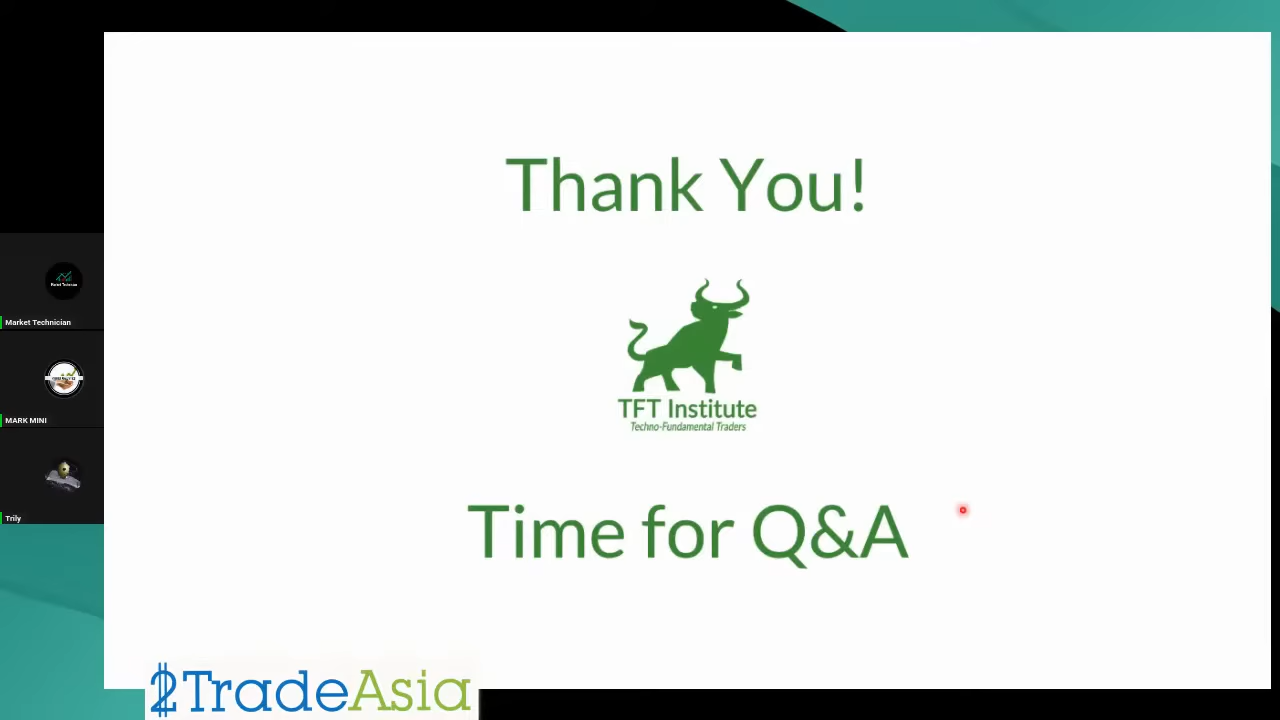 Thank You!
TFT Institute
Techno-Fundamental Traders
Time for Q&A
Market Technician
MARK MINI
Trily
2TradeAsia